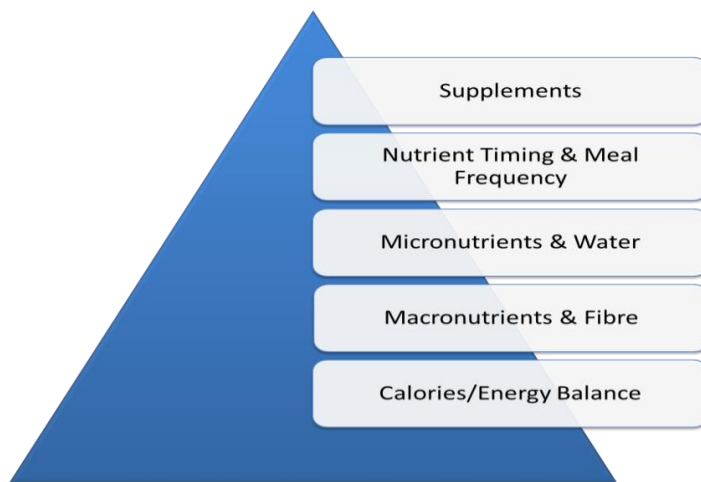 Supplements
Nutrient Timing & Meal
Frequency
Micronutrients & Water
Macronutrients & Fibre
Calories/Energy Balance